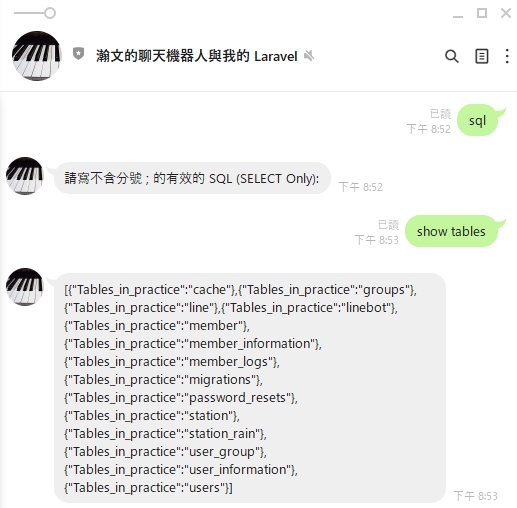 瀚文的聊天機器人與我的 Laravel
已讀
下午 8:52
sql
請寫不含分號 ; 的有效的 SQL (SELECT Only):
下午 8:52
已讀
下午 8:53
show tables
[{"Tables_in_practice":"cache"},{"Tables_in_practice":"groups"},
{"Tables_in_practice":"line"},{"Tables_in_practice":"linebot"},
{"Tables_in_practice":"member"},
{"Tables_in_practice":"member_information"},
{"Tables_in_practice":"member_logs"},
{"Tables_in_practice":"migrations"},
{"Tables_in_practice":"password_resets"},
{"Tables_in_practice":"station"},
{"Tables_in_practice":"station_rain"},
{"Tables_in_practice":"user_group"},
{"Tables_in_practice":"user_information"},
{"Tables_in_practice":"users"}]
下午 8:53